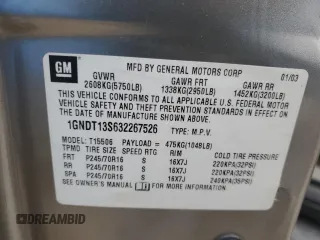 GM
MFD BY GENERAL MOTORS CORP
01/03
GVWR GAWR FRT GAWR RR
2608KG(5750LB) 1338KG(2950LB) 1452KG(3200LB)
THIS VEHICLE CONFORMS TO ALL APPLICABLE U.S. FEDERAL MOTOR
VEHICLE SAFETY AND THEFT PREVENTION STANDARDS IN EFFECT ON
THE DATE OF MANUFACTURE SHOWN ABOVE.
1GNDT13S632267526 TYPE: M.P.V.
MODEL: T15506 PAYLOAD = 475KG(1048LB)
TPMO TIRE SIZE SPEED RTG RIM COLD TIRE PRESSURE
FRT P245/70R16 S 16X7J 220KPA(32PSI)
RR P245/70R16 S 16X7J 220KPA(32PSI)
SPA P245/70R16 S 16X7J 240KPA(35PSI)
SEE OWNER'S MANUAL FOR MORE INFORMATION.
DREAMBID